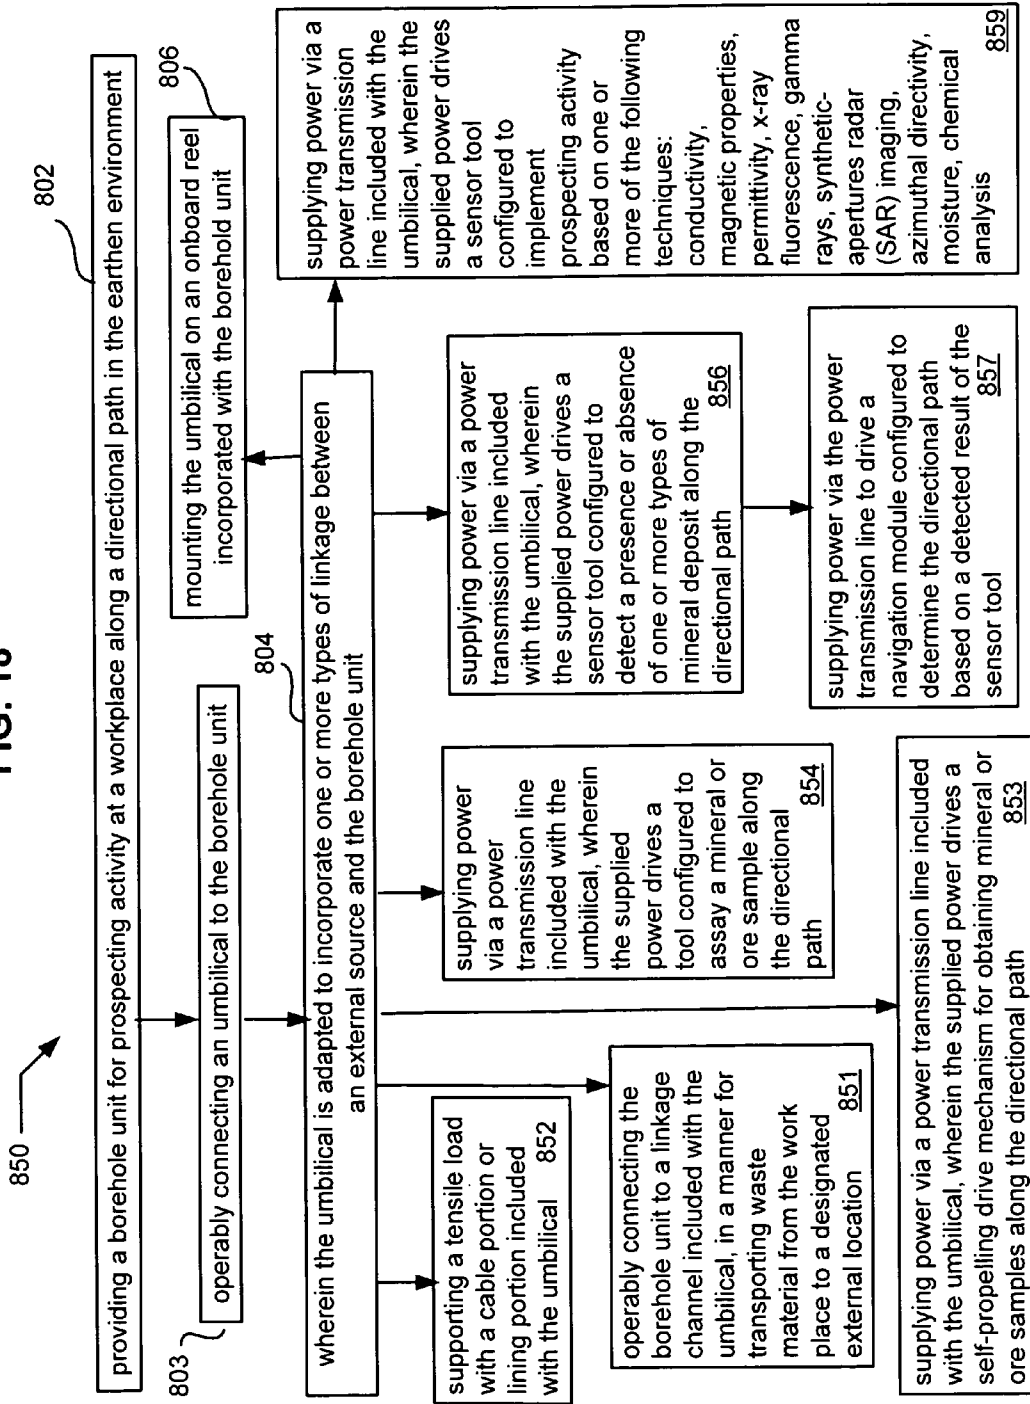 FIG.
850
providing a borehole unit for prospecting activity at a workplace along a directional path in the earthen environment
802
803
operably connecting an umbilical to the borehole unit
mounting the umbilical on an onboard reel
incorporated with the borehold unit
806
804
wherein the umbilical is adapted to incorporate one or more types of linkage between
an external source and the borehole unit
supporting a tensile load
with a cable portion or
lining portion included
with the umbilical 852
operably connecting the
borehole unit to a linkage
channel included with the
umbilical, in a manner for
transporting waste
material from the work
place to a designated
external location 851
supplying power via a power transmission line included
with the umbilical, wherein the supplied power drives a
self-propelling drive mechanism for obtaining mineral or
ore samples along the directional path 853
supplying power
via a power
transmission line
included with the
umbilical, wherein
the supplied
power drives a
tool configured to
assay a mineral or
ore sample along
the directional
path 854
supplying power via a power
transmission line included
with the umbilical, wherein
the supplied power drives a
sensor tool configured to
detect a presence or absence
of one or more types of
mineral deposit along the
directional path 856
supplying power via the power
transmission line to drive a
navigation module configured to
determine the directional path
based on a detected result of the
sensor tool 857
supplying power via a
power transmission
line included with the
umbilical, wherein the
supplied power drives
a sensor tool
configured to
implement
prospecting activity
based on one or
more of the following
techniques:
conductivity,
magnetic properties,
permittivity, x-ray
fluorescence, gamma
rays, synthetic-
apertures radar
(SAR) imaging,
azimuthal directivity,
moisture, chemical
analysis 859